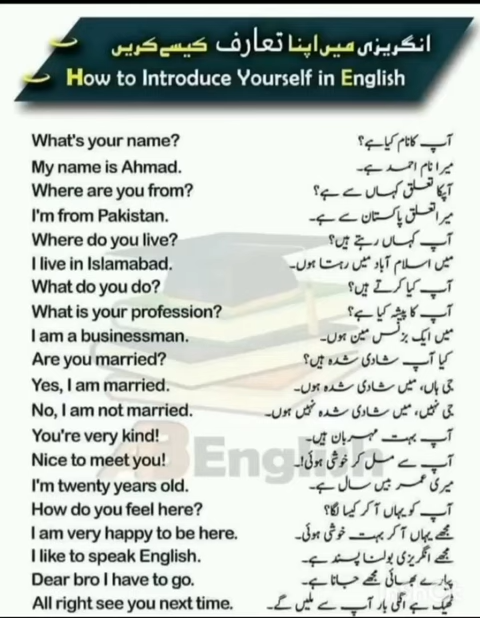 انگریزی میں اپنا تعارف کیسے کریں
How to Introduce Yourself in English
What's your name? آپ کا نام کیا ہے؟
My name is Ahmad. میرا نام احمد ہے۔
Where are you from? آپکا تعلق کہاں سے ہے؟
I'm from Pakistan. میرا تعلق پاکستان سے ہے۔
Where do you live? آپ کہاں رہتے ہیں؟
I live in Islamabad. میں اسلام آباد میں رہتا ہوں۔
What do you do? آپ کیا کرتے ہیں؟
What is your profession? آپ کا پیشہ کیا ہے؟
I am a businessman. میں ایک بزنس مین ہوں۔
Are you married? کیا آپ شادی شدہ ہیں؟
Yes, I am married. جی ہاں، میں شادی شدہ ہوں۔
No, I am not married. جی نہیں، میں شادی شدہ نہیں ہوں۔
You're very kind! آپ بہت مہربان ہیں۔
Nice to meet you! آپ سے مل کر خوشی ہوئی!۔
I'm twenty years old. میری عمر بیس سال ہے۔
How do you feel here? آپ کو یہاں آ کر کیسا لگا؟
I am very happy to be here. مجھے یہاں آ کر بہت خوشی ہوئی۔
I like to speak English. مجھے انگریزی بولنا پسند ہے۔
Dear bro I have to go. پیارے بھائی مجھے جانا ہے۔
All right see you next time. ٹھیک ہے اگلی بار آپ سے ملیں گے۔
ABEnglish